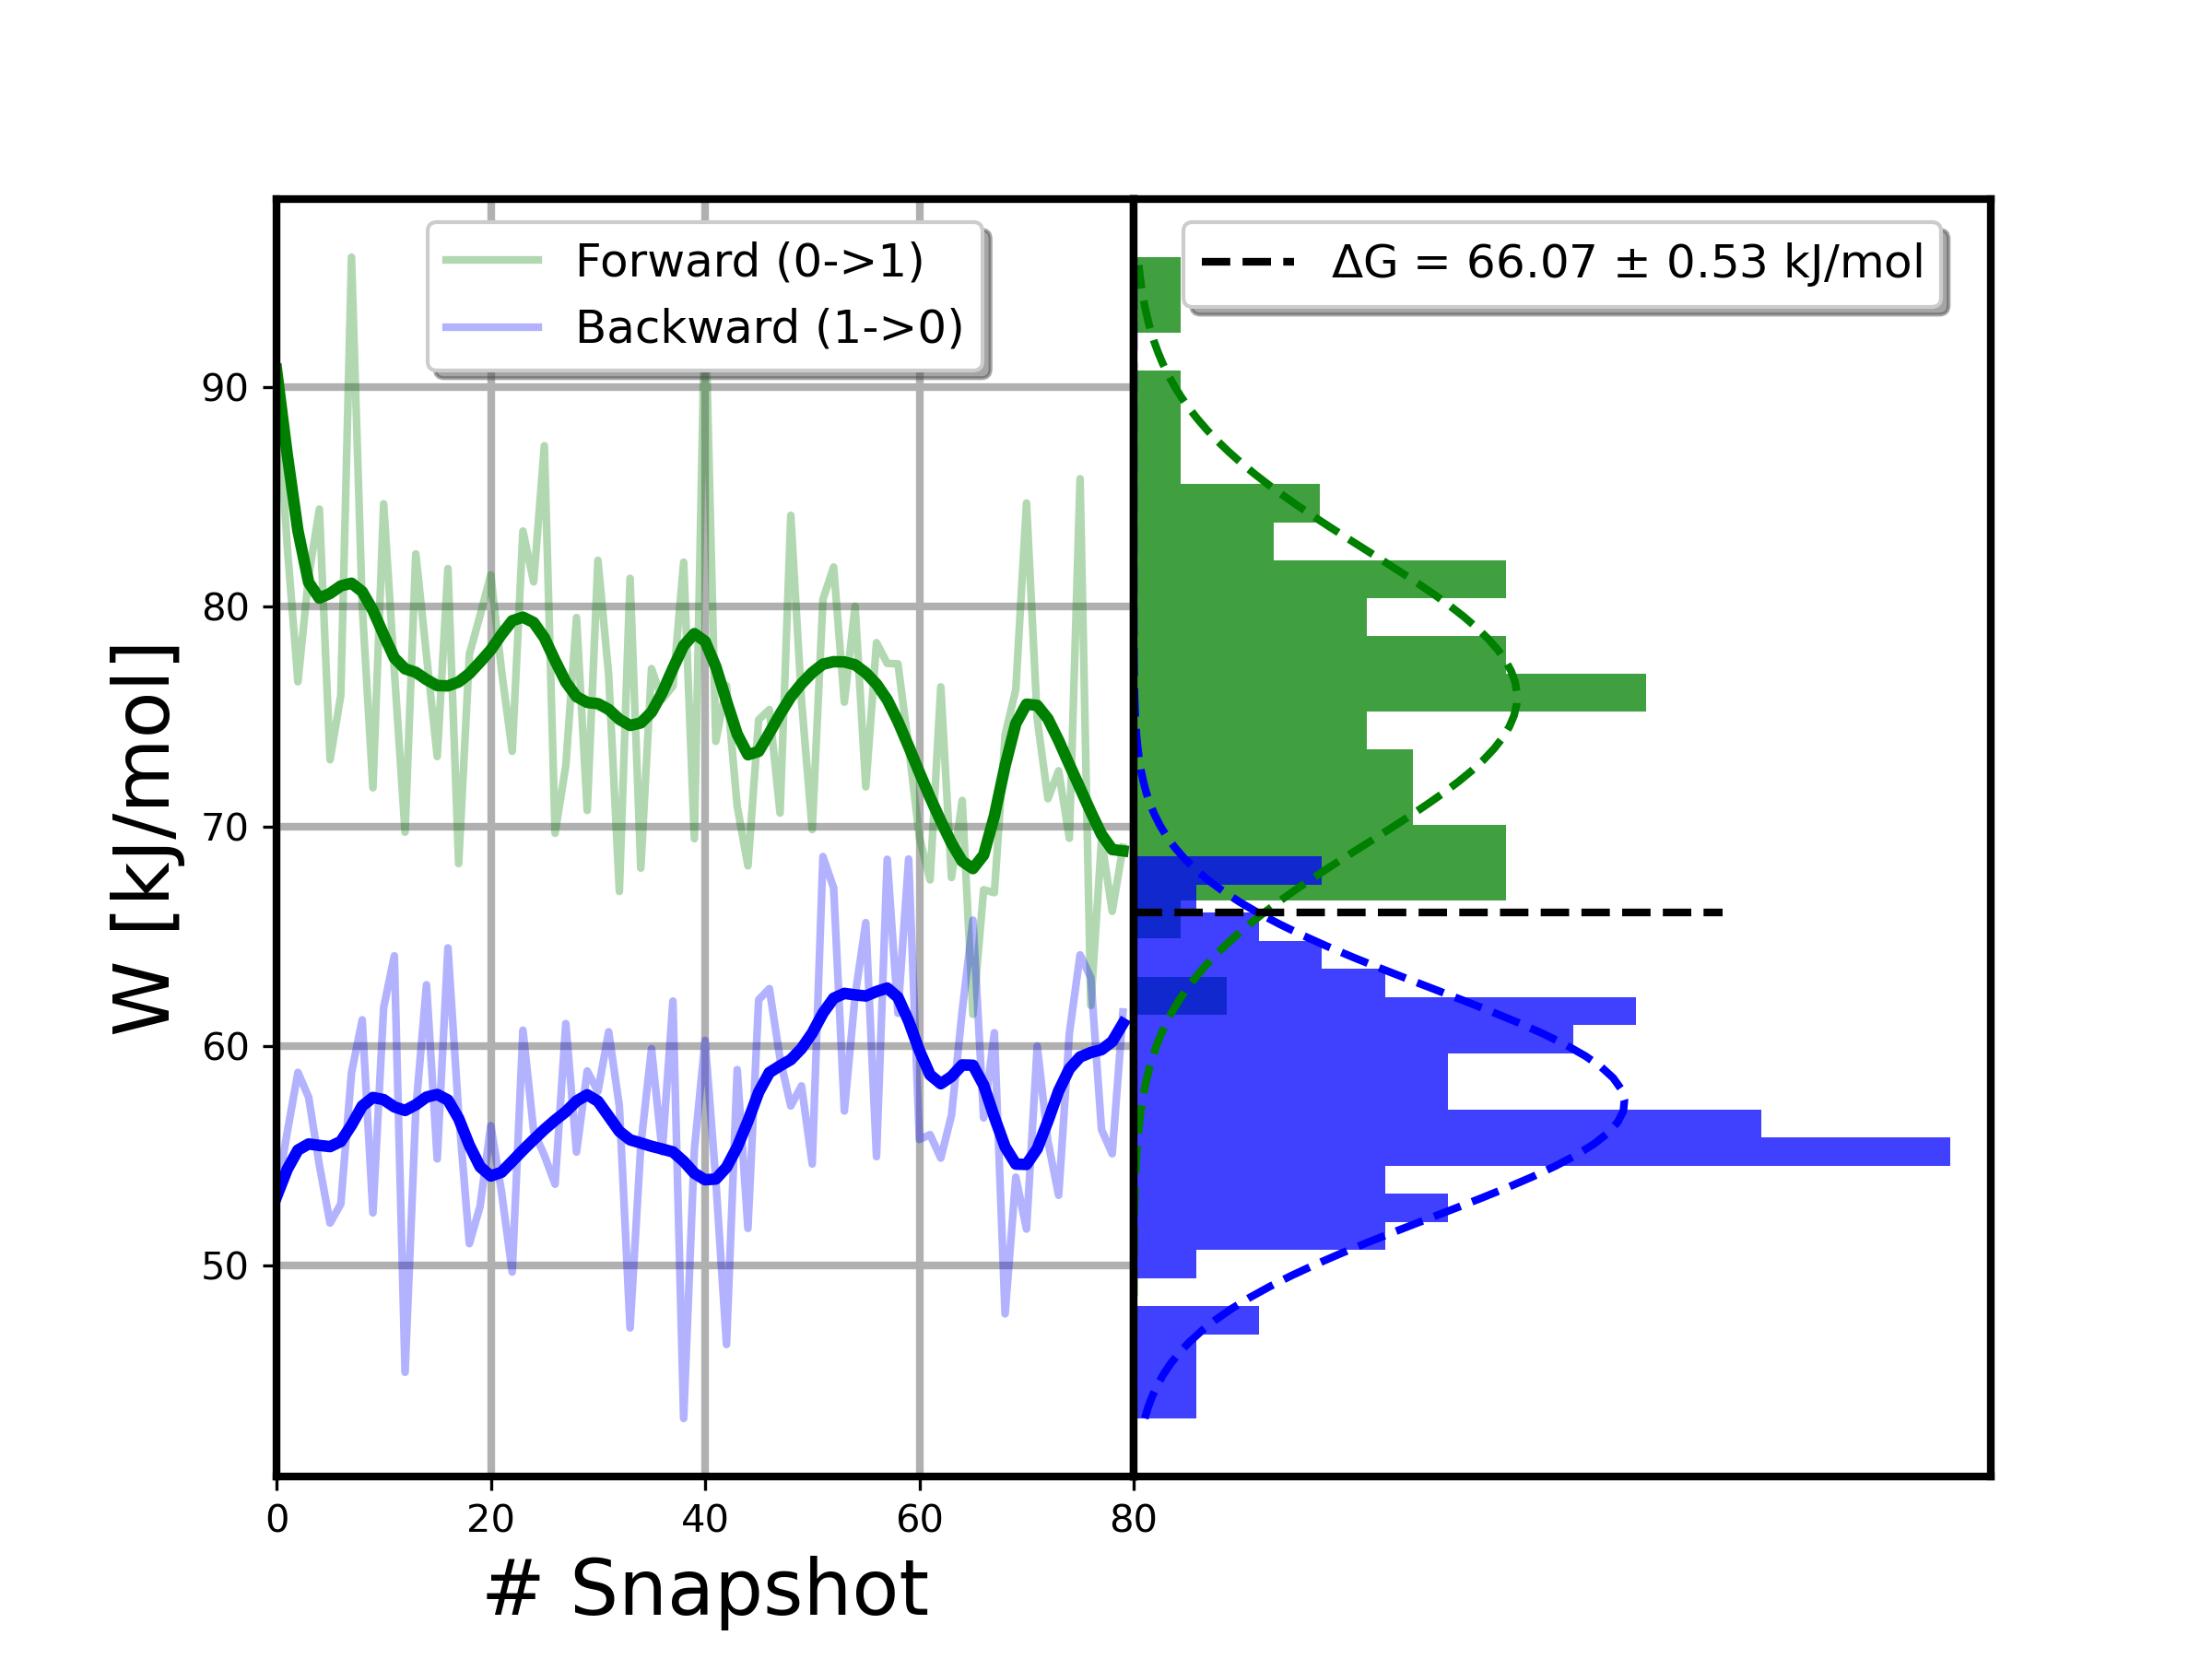 Forward (0->1)
Backward (1->0)
ΔG = 66.07 ± 0.53 kJ/mol
W [kJ/mol]
90
80
70
60
50
0
20
40
60
80
# Snapshot